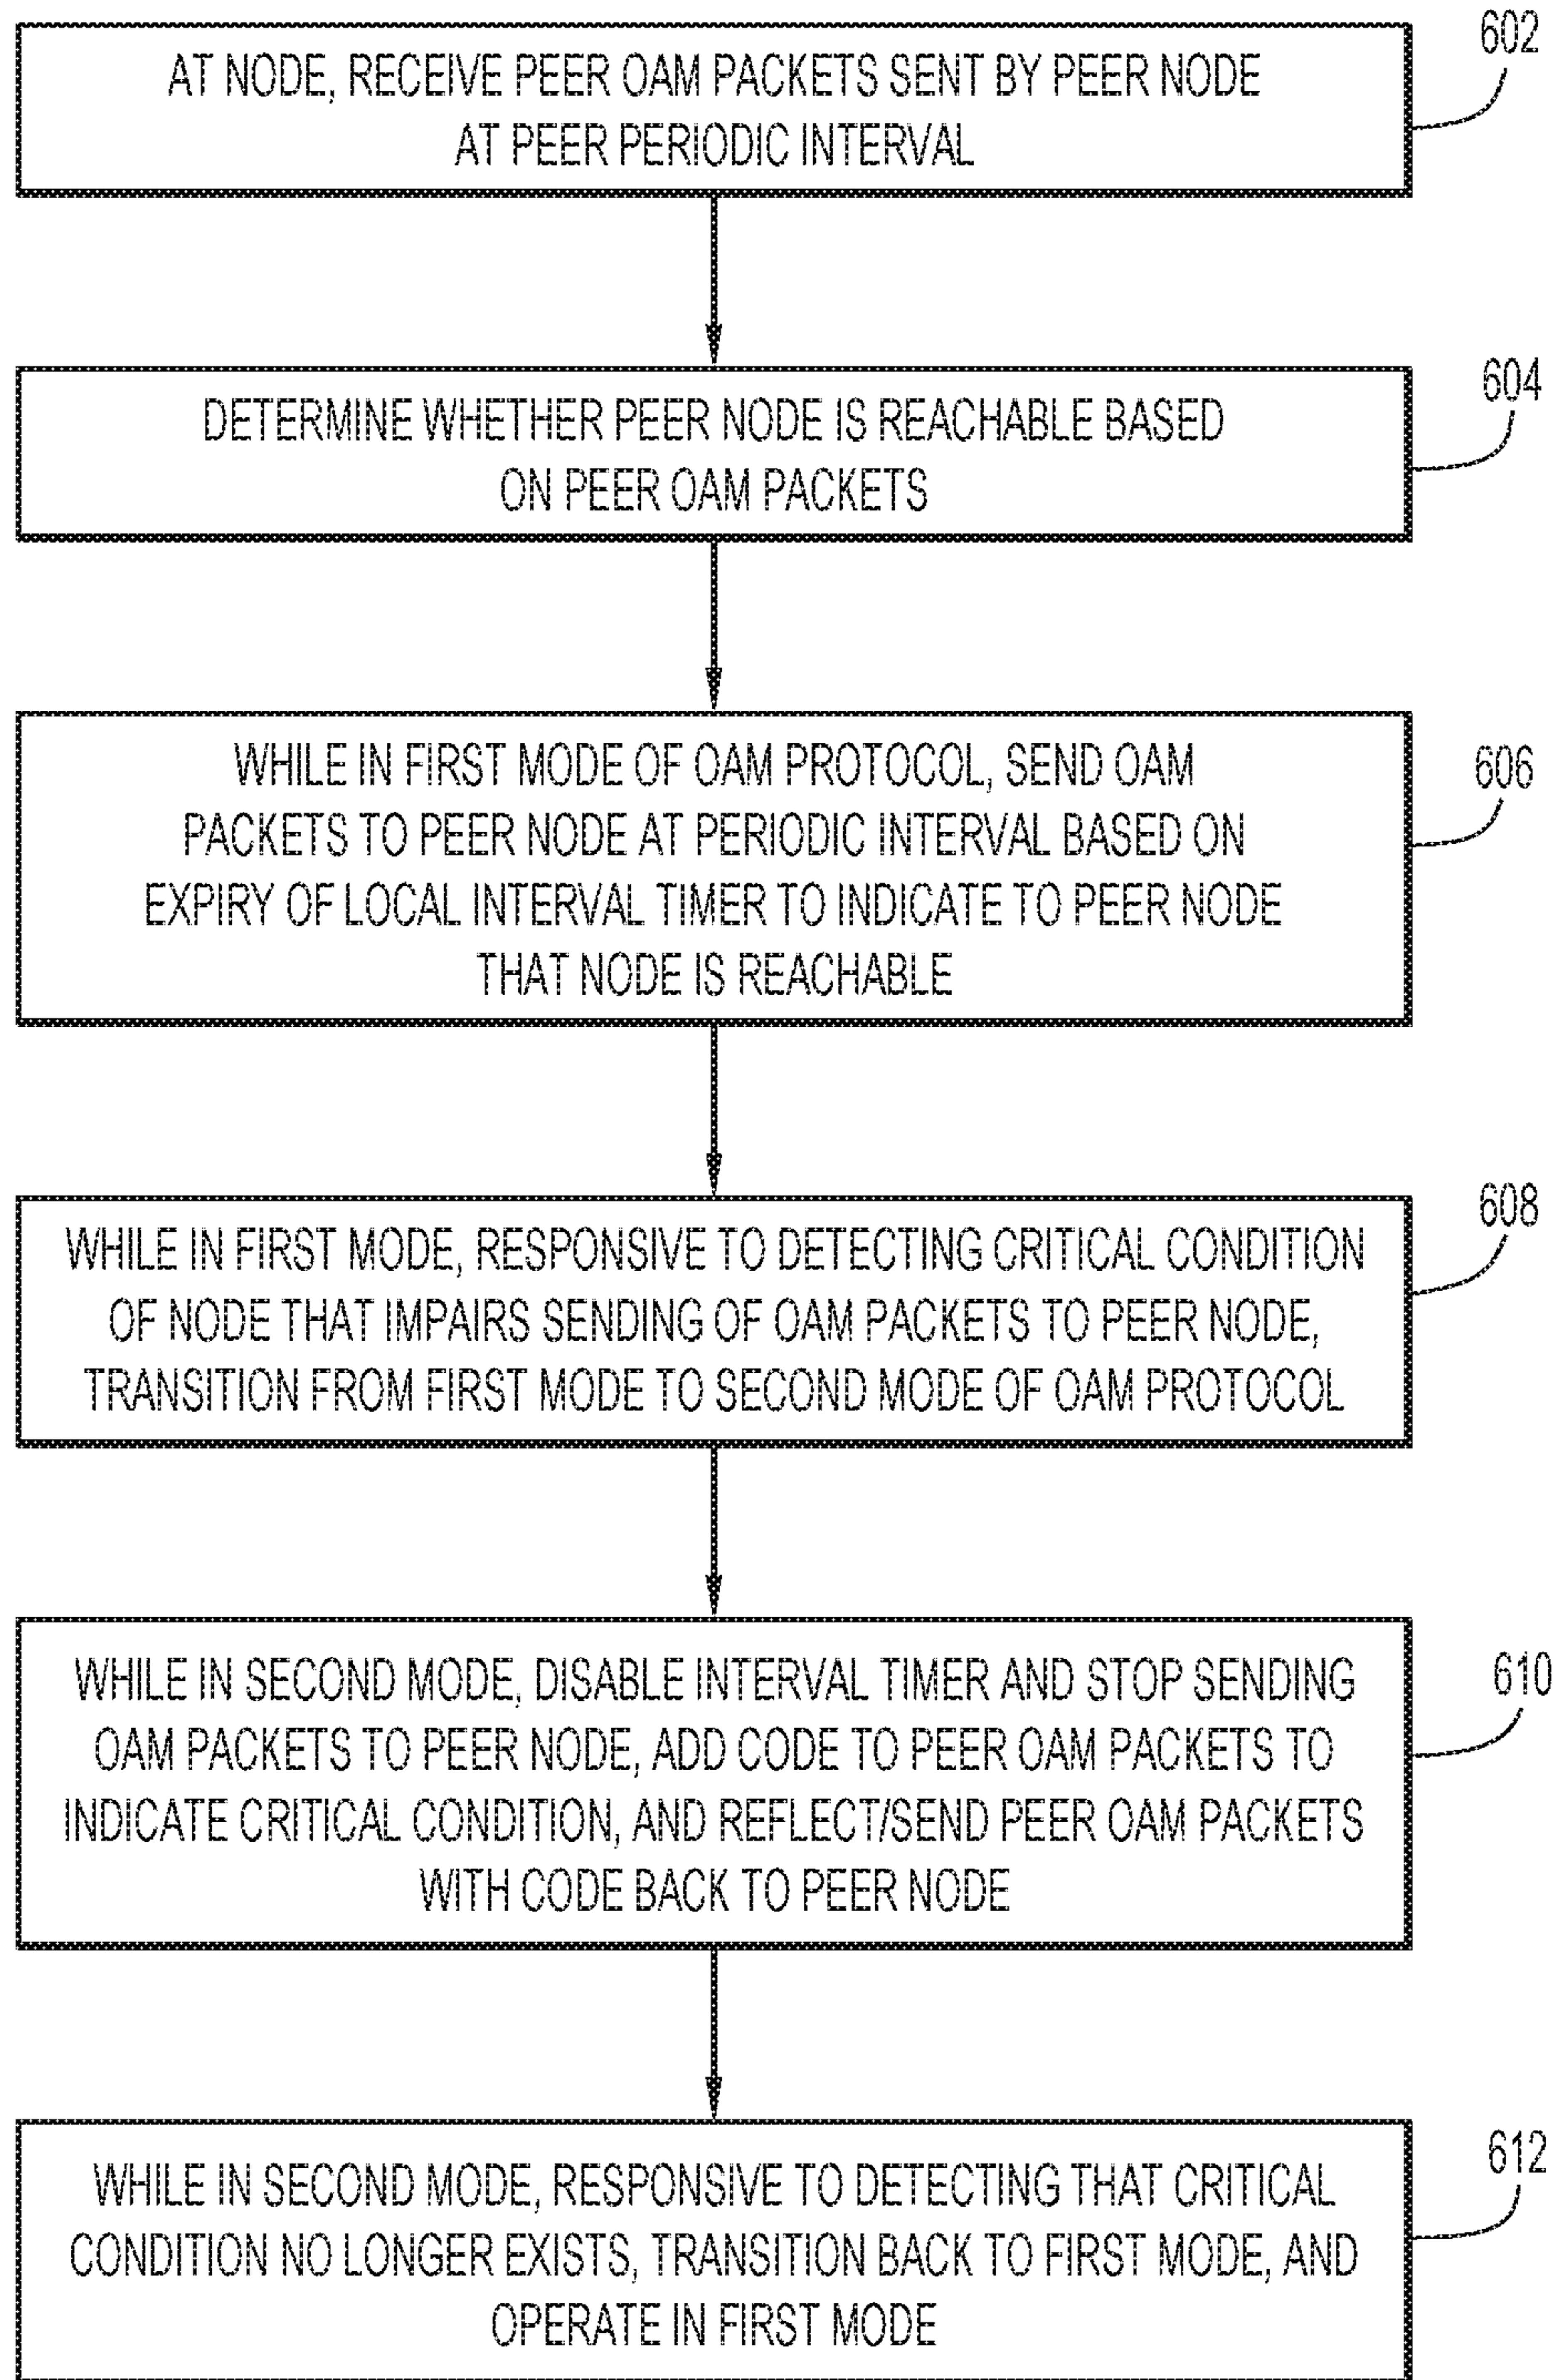 602
AT NODE, RECEIVE PEER OAM PACKETS SENT BY PEER NODE
AT PEER PERIODIC INTERVAL
604
DETERMINE WHETHER PEER NODE IS REACHABLE BASED
ON PEER OAM PACKETS
606
WHILE IN FIRST MODE OF OAM PROTOCOL, SEND OAM
PACKETS TO PEER NODE AT PERIODIC INTERVAL BASED ON
EXPIRY OF LOCAL INTERVAL TIMER TO INDICATE TO PEER NODE
THAT NODE IS REACHABLE
608
WHILE IN FIRST MODE, RESPONSIVE TO DETECTING CRITICAL CONDITION
OF NODE THAT IMPAIRS SENDING OF OAM PACKETS TO PEER NODE,
TRANSITION FROM FIRST MODE TO SECOND MODE OF OAM PROTOCOL
610
WHILE IN SECOND MODE, DISABLE INTERVAL TIMER AND STOP SENDING
OAM PACKETS TO PEER NODE, ADD CODE TO PEER OAM PACKETS TO
INDICATE CRITICAL CONDITION, AND REFLECT/SEND PEER OAM PACKETS
WITH CODE BACK TO PEER NODE
612
WHILE IN SECOND MODE, RESPONSIVE TO DETECTING THAT CRITICAL
CONDITION NO LONGER EXISTS, TRANSITION BACK TO FIRST MODE, AND
OPERATE IN FIRST MODE